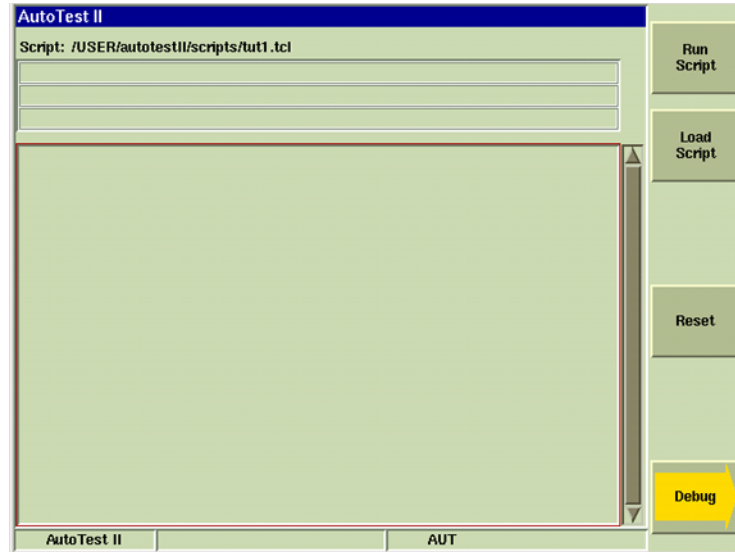 AutoTest II
Script: /USER/autotestII/scripts/tut1.tcl
Run
Script
Load
Script
Reset
Debug
AutoTest II
AUT